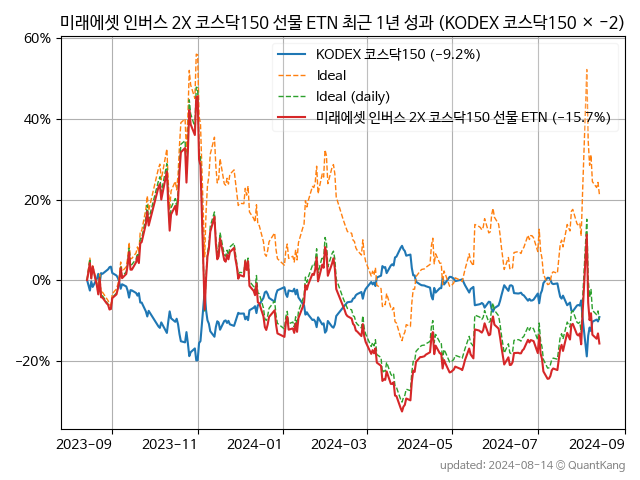 미래에셋 인버스 2X 코스닥150 선물 ETN 최근 1년 성과 (KODEX 코스닥150 × −2)
60%
40%
20%
0%
−20%
KODEX 코스닥150 (−9.2%)
Ideal
Ideal (daily)
미래에셋 인버스 2X 코스닥150 선물 ETN (−15.7%)
2023−09
2023−11
2024−01
2024−03
2024−05
2024−07
2024−09
updated: 2024−08−14 © QuantKang